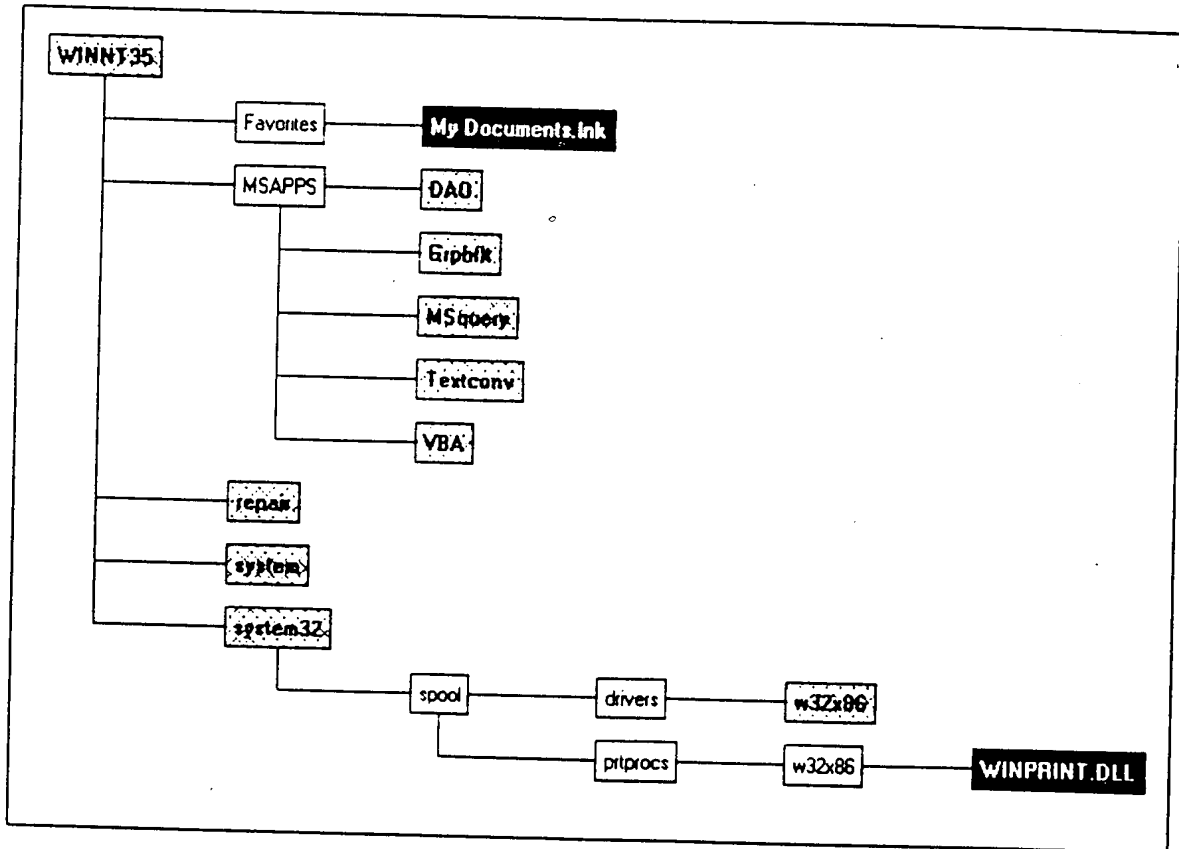 WINNT35
Favorites
My Documents.lnk
MSAPPS
DAO
Grphflt
MSquery
Textconv
VBA
repair
system
system32
spool
drivers
w32x86
prtprocs
w32x86
WINPRINT.DLL